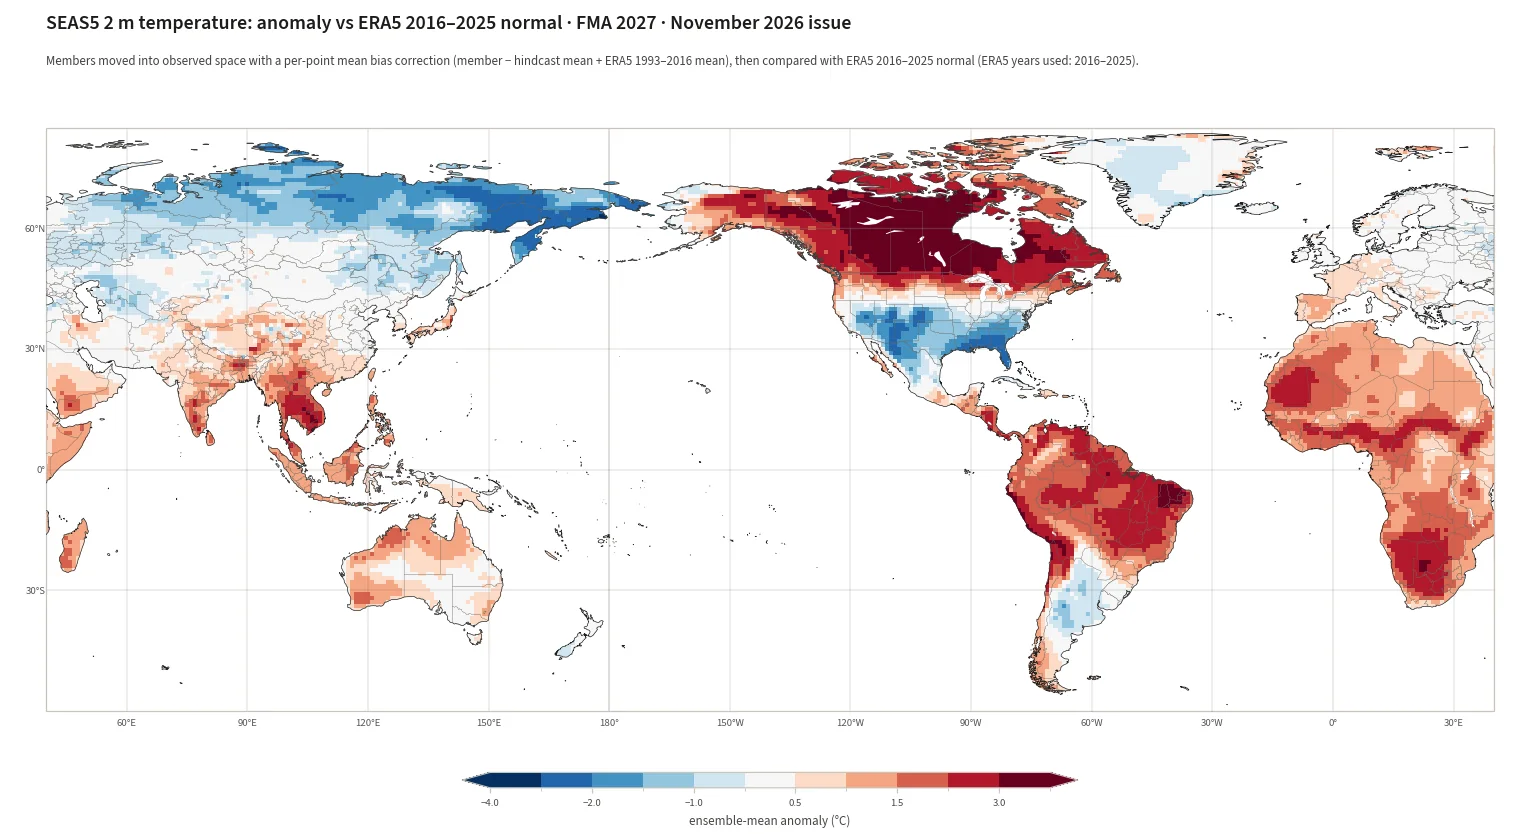 SEAS5 2 m temperature: anomaly vs ERA5 2016–2025 normal · FMA 2027 · November 2026 issue
Members moved into observed space with a per-point mean bias correction (member − hindcast mean + ERA5 1993–2016 mean), then compared with ERA5 2016–2025 normal (ERA5 years used: 2016–2025).
60°N
30°N
0°
30°S
60°E 90°E 120°E 150°E 180° 150°W 120°W 90°W 60°W 30°W 0° 30°E
−4.0 −2.0 −1.0 0.5 1.5 3.0
ensemble-mean anomaly (°C)